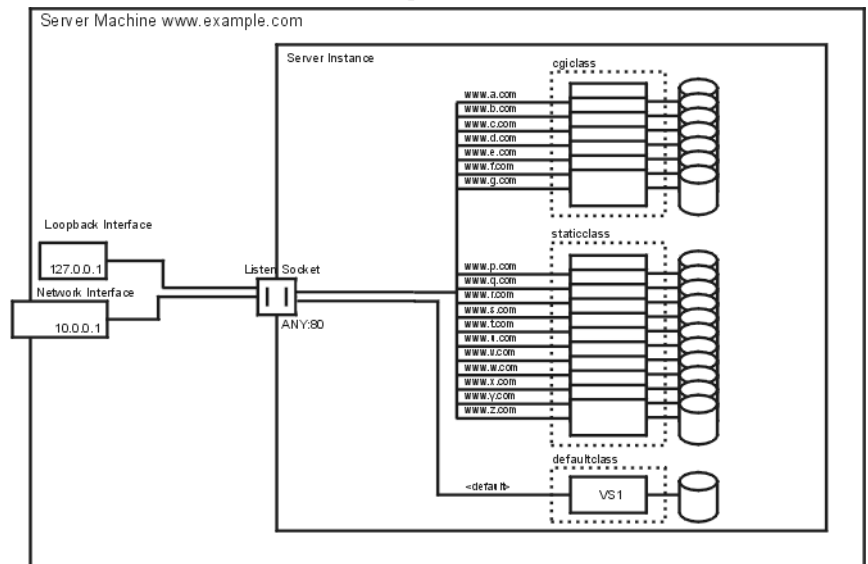 Server Machine www.example.com
Server Instance
cgiclass
www.a.com
www.b.com
www.c.com
www.d.com
www.e.com
www.f.com
www.g.com
Loopback Interface
127.0.0.1
Network Interface
10.0.0.1
Listen Socket
ANY:80
staticclass
www.p.com
www.q.com
www.r.com
www.s.com
www.t.com
www.u.com
www.v.com
www.w.com
www.x.com
www.y.com
www.z.com
defaultclass
<default>
VS1